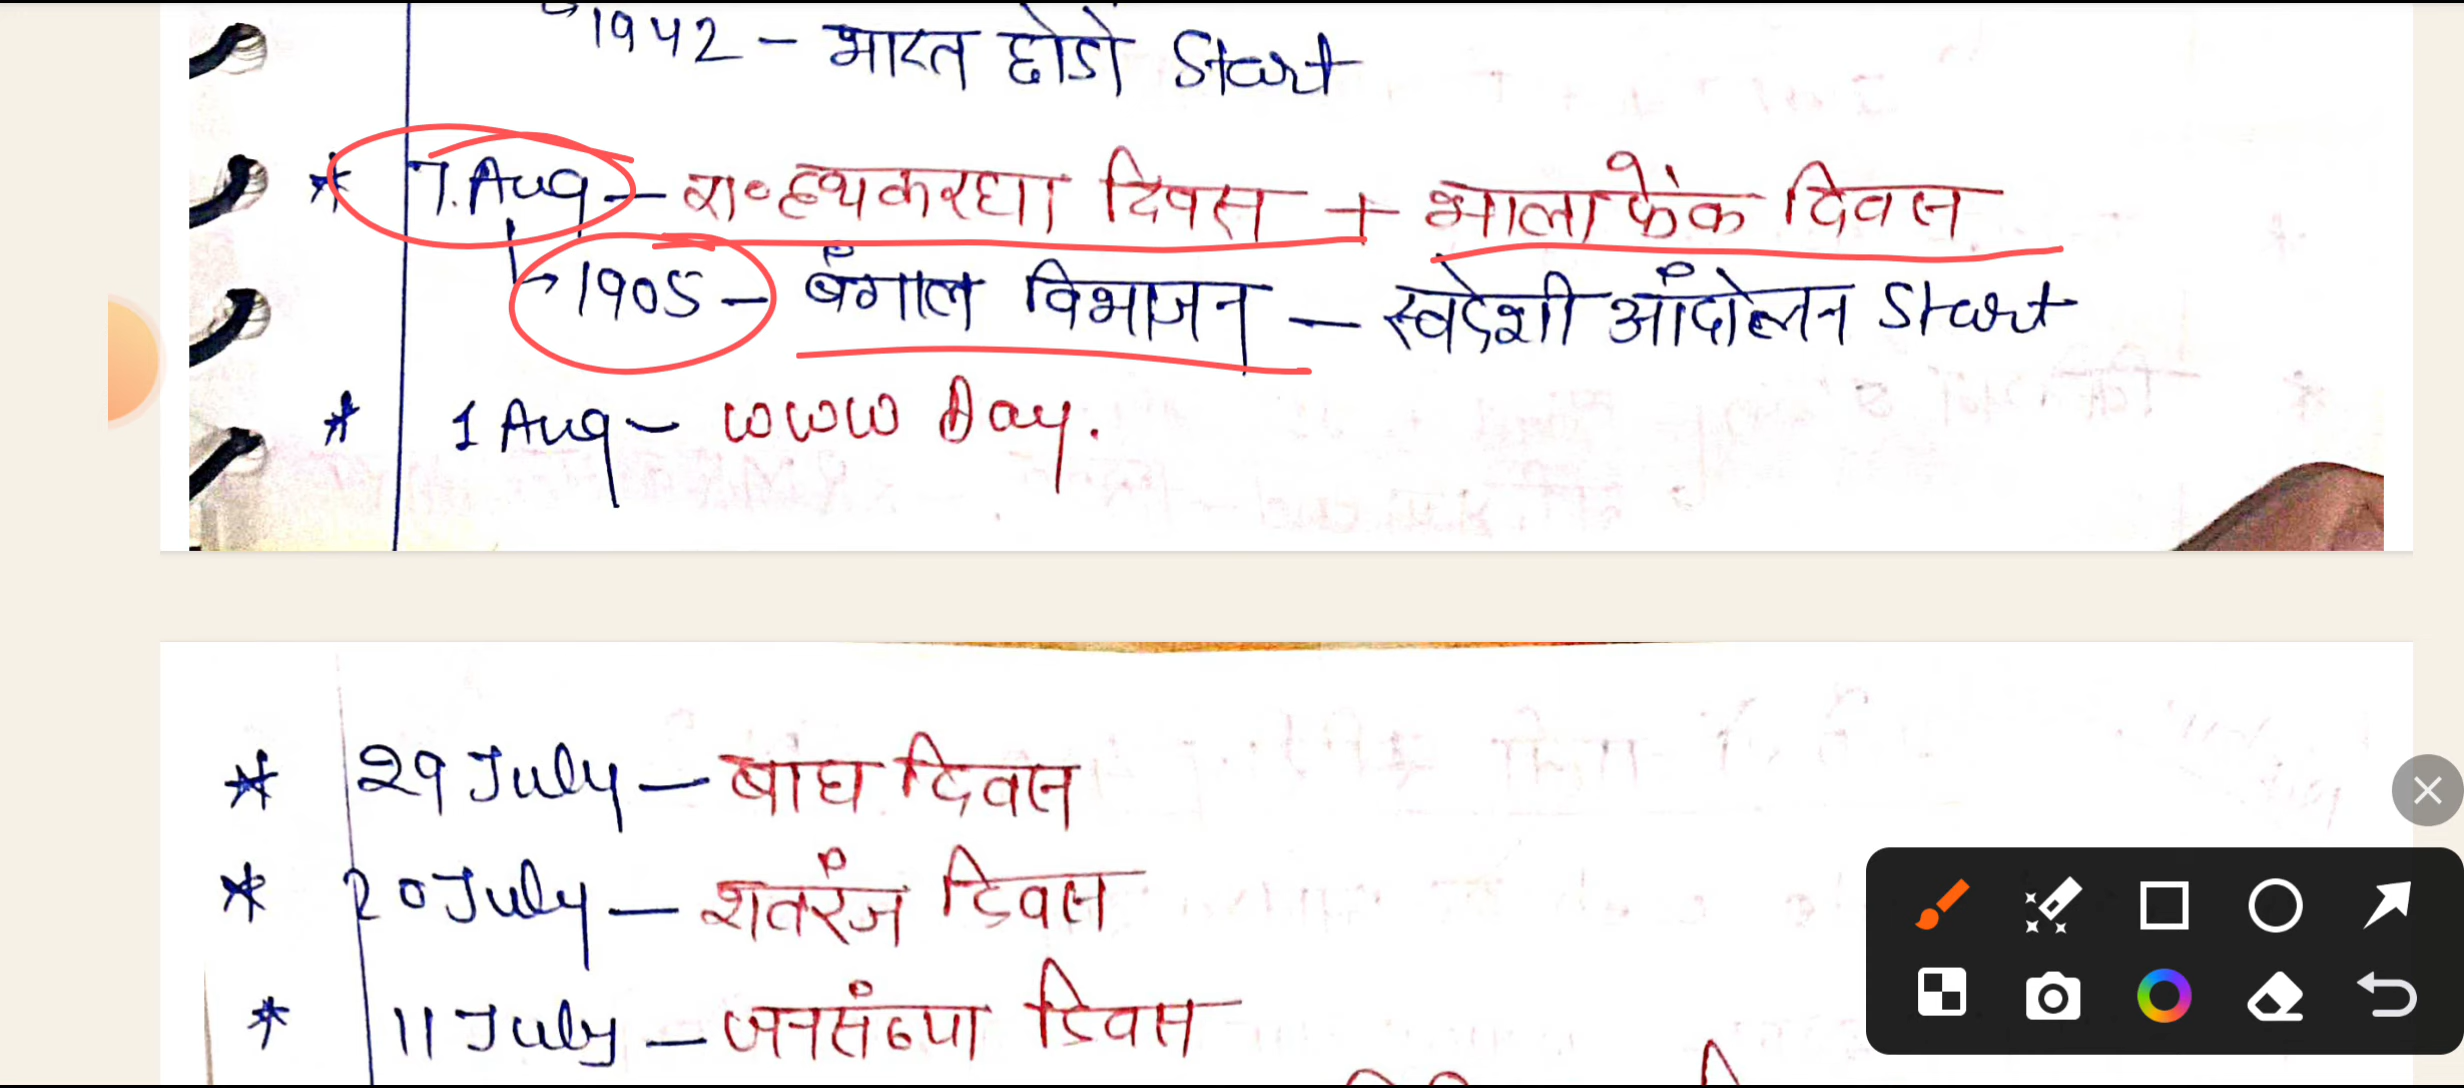 1942 - भारत छोडो Start
* 7. Aug - रा० हथकरघा दिवस + भाला फेंक दिवस
→ 1905 - बंगाल विभाजन - स्वदेशी आंदोलन Start
* 1 Aug - WWW Day.
* 29 July - बाघ दिवस
* 20 July - शतरंज दिवस
* 11 July - जनसंख्या दिवस